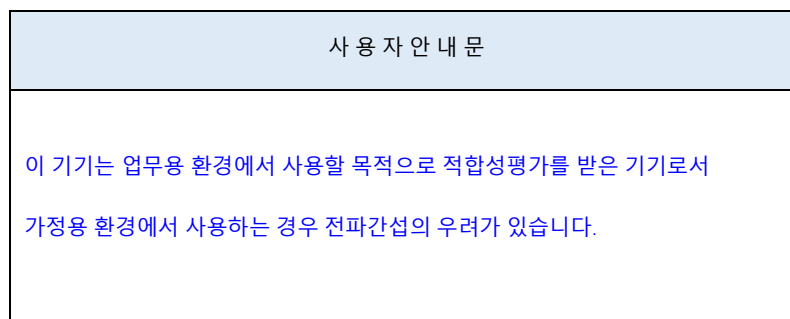 사 용 자 안 내 문
이 기기는 업무용 환경에서 사용할 목적으로 적합성평가를 받은 기기로서
가정용 환경에서 사용하는 경우 전파간섭의 우려가 있습니다.